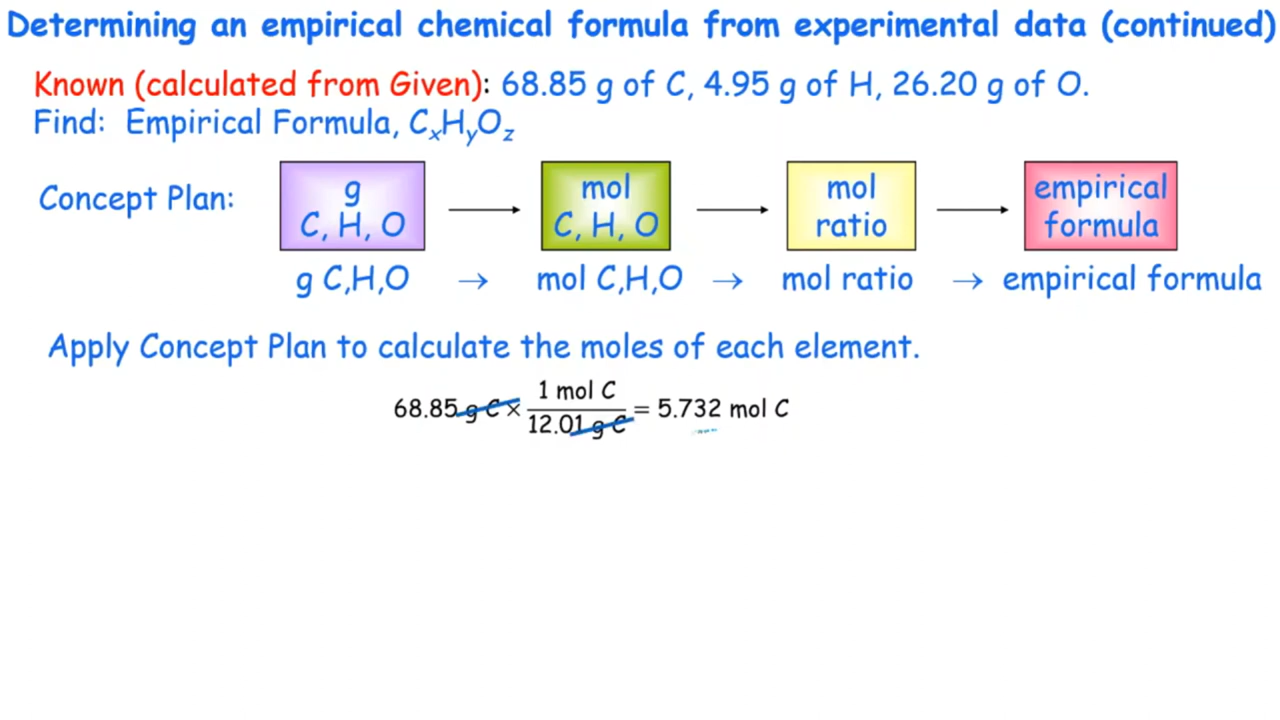 Determining an empirical chemical formula from experimental data (continued)
Known (calculated from Given): 68.85 g of C, 4.95 g of H, 26.20 g of O.
Find: Empirical Formula, CxHyOz
Concept Plan:
g
C, H, O
mol
C, H, O
mol
ratio
empirical
formula
g C,H,O → mol C,H,O → mol ratio → empirical formula
Apply Concept Plan to calculate the moles of each element.
68.85 g C × 1 mol C / 12.01 g C = 5.732 mol C